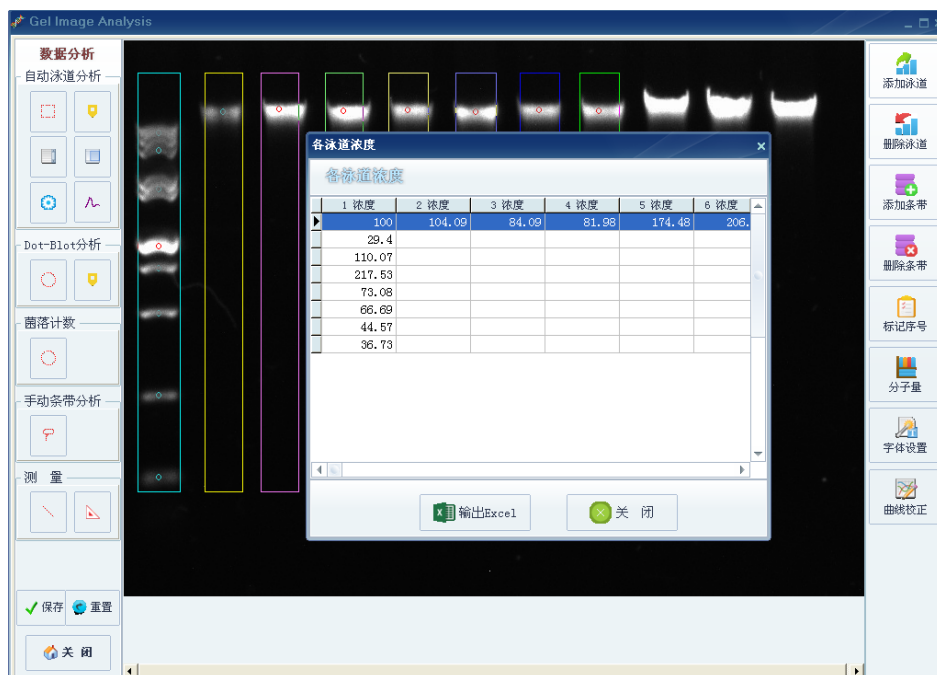 Gel Image Analysis
数据分析
自动泳道分析
Dot-Blot分析
菌落计数
手动条带分析
测 量
保存 重置
关 闭
各泳道浓度
各泳道浓度
1 浓度 2 浓度 3 浓度 4 浓度 5 浓度 6 浓度
100 104.09 84.09 81.98 174.48 206.
29.4
110.07
217.53
73.08
66.69
44.57
36.73
输出Excel 关 闭
添加泳道
删除泳道
添加条带
删除条带
标记序号
分子量
字体设置
曲线校正